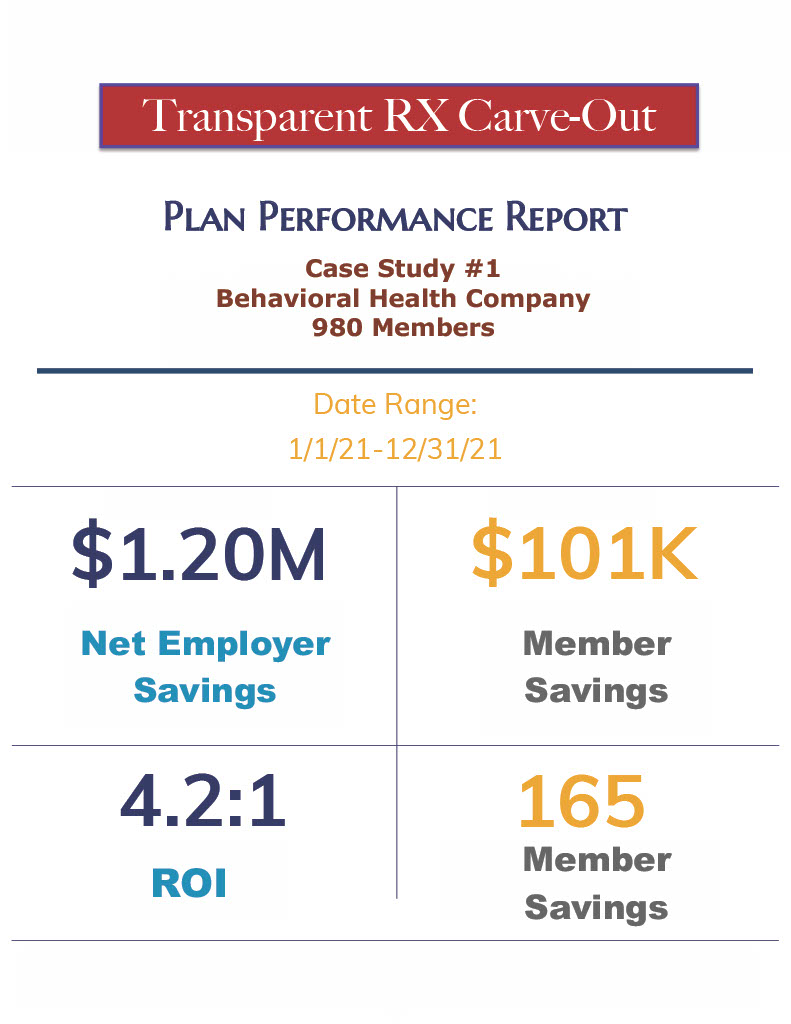 Transparent RX Carve-Out
Plan Performance Report
Case Study #1
Behavioral Health Company
980 Members
Date Range:
1/1/21-12/31/21
$1.20M
Net Employer
Savings
$101K
Member
Savings
4.2:1
ROI
165
Member
Savings